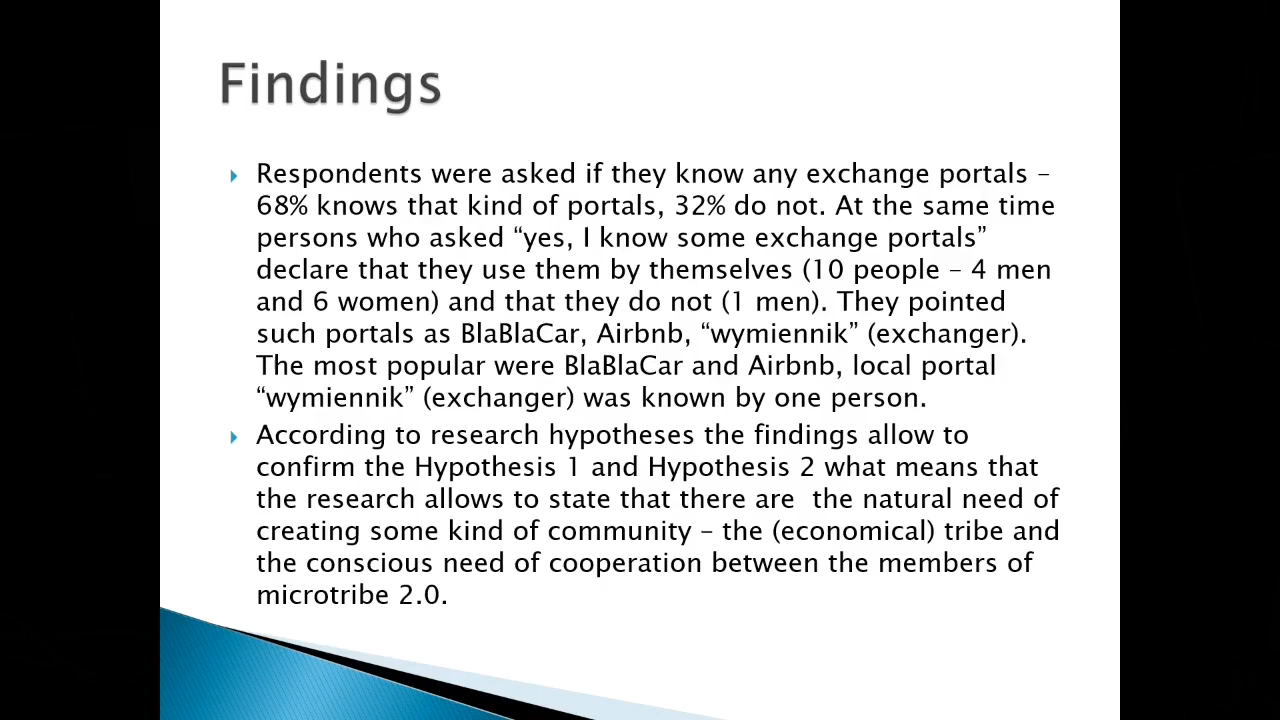 Findings
Respondents were asked if they know any exchange portals –
68% knows that kind of portals, 32% do not. At the same time
persons who asked “yes, I know some exchange portals”
declare that they use them by themselves (10 people – 4 men
and 6 women) and that they do not (1 men). They pointed
such portals as BlaBlaCar, Airbnb, “wymiennik” (exchanger).
The most popular were BlaBlaCar and Airbnb, local portal
“wymiennik” (exchanger) was known by one person.
According to research hypotheses the findings allow to
confirm the Hypothesis 1 and Hypothesis 2 what means that
the research allows to state that there are  the natural need of
creating some kind of community – the (economical) tribe and
the conscious need of cooperation between the members of
microtribe 2.0.